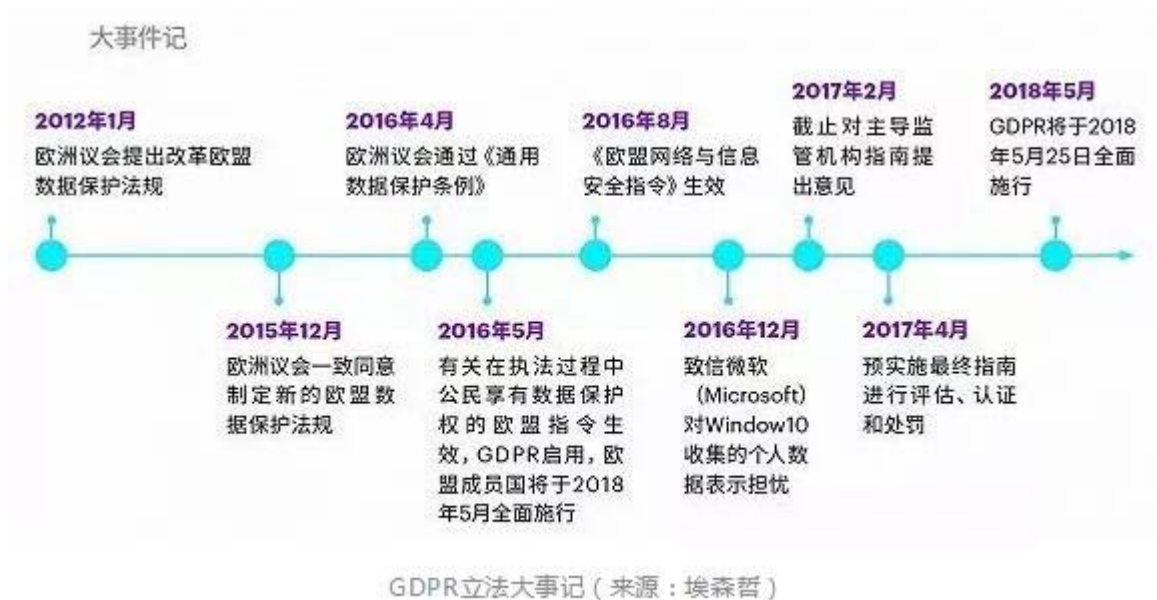 大事件记
2012年1月
欧洲议会提出改革欧盟
数据保护法规
2016年4月
欧洲议会通过《通用
数据保护条例》
2016年8月
《欧盟网络与信息
安全指令》生效
2017年2月
截止对主导监
管机构指南提
出意见
2018年5月
GDPR将于2018
年5月25日全面
施行
2015年12月
欧洲议会一致同意
制定新的欧盟数
据保护法规
2016年5月
有关在执法过程中
公民享有数据保护
权的欧盟指令生
效,GDPR启用,欧
盟成员国将于2018
年5月全面施行
2016年12月
致信微软
(Microsoft)
对Window10
收集的个人数
据表示担忧
2017年4月
预实施最终指南
进行评估、认证
和处罚
GDPR立法大事记(来源:埃森哲)